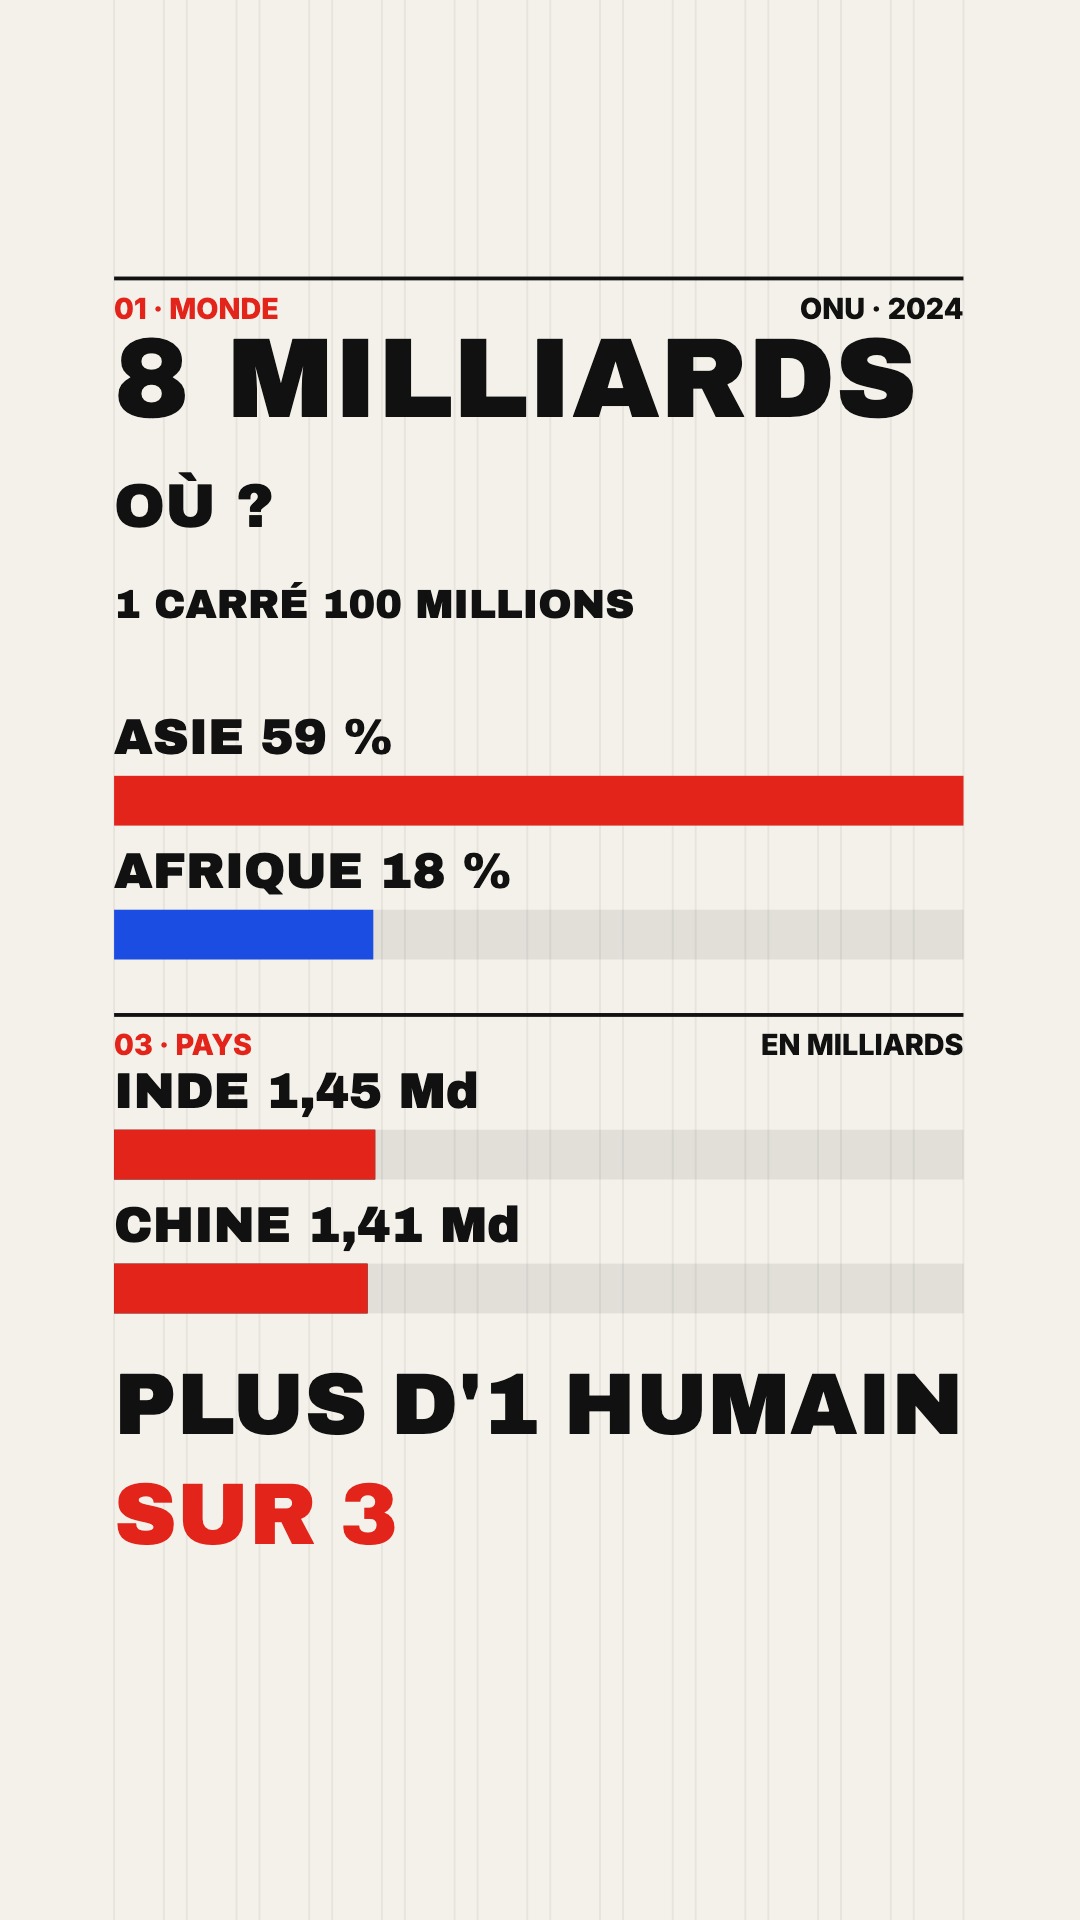 01 · MONDE
ONU · 2024
8 MILLIARDS
OÙ ?
1 CARRÉ 100 MILLIONS
ASIE 59 %
AFRIQUE 18 %
03 · PAYS
EN MILLIARDS
INDE 1,45 Md
CHINE 1,41 Md
PLUS D'1 HUMAIN
SUR 3